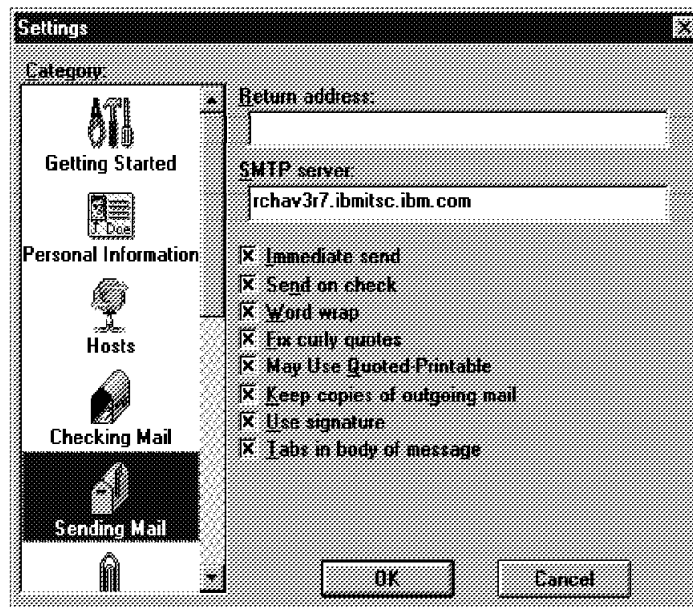 Settings
Category:
Getting Started
J. Doe
Personal Information
Hosts
Checking Mail
Sending Mail
Return address:
SMTP server:
rchav3r7.ibmitsc.ibm.com
Immediate send
Send on check
Word wrap
Fix curly quotes
May Use Quoted-Printable
Keep copies of outgoing mail
Use signature
Tabs in body of message
OK
Cancel